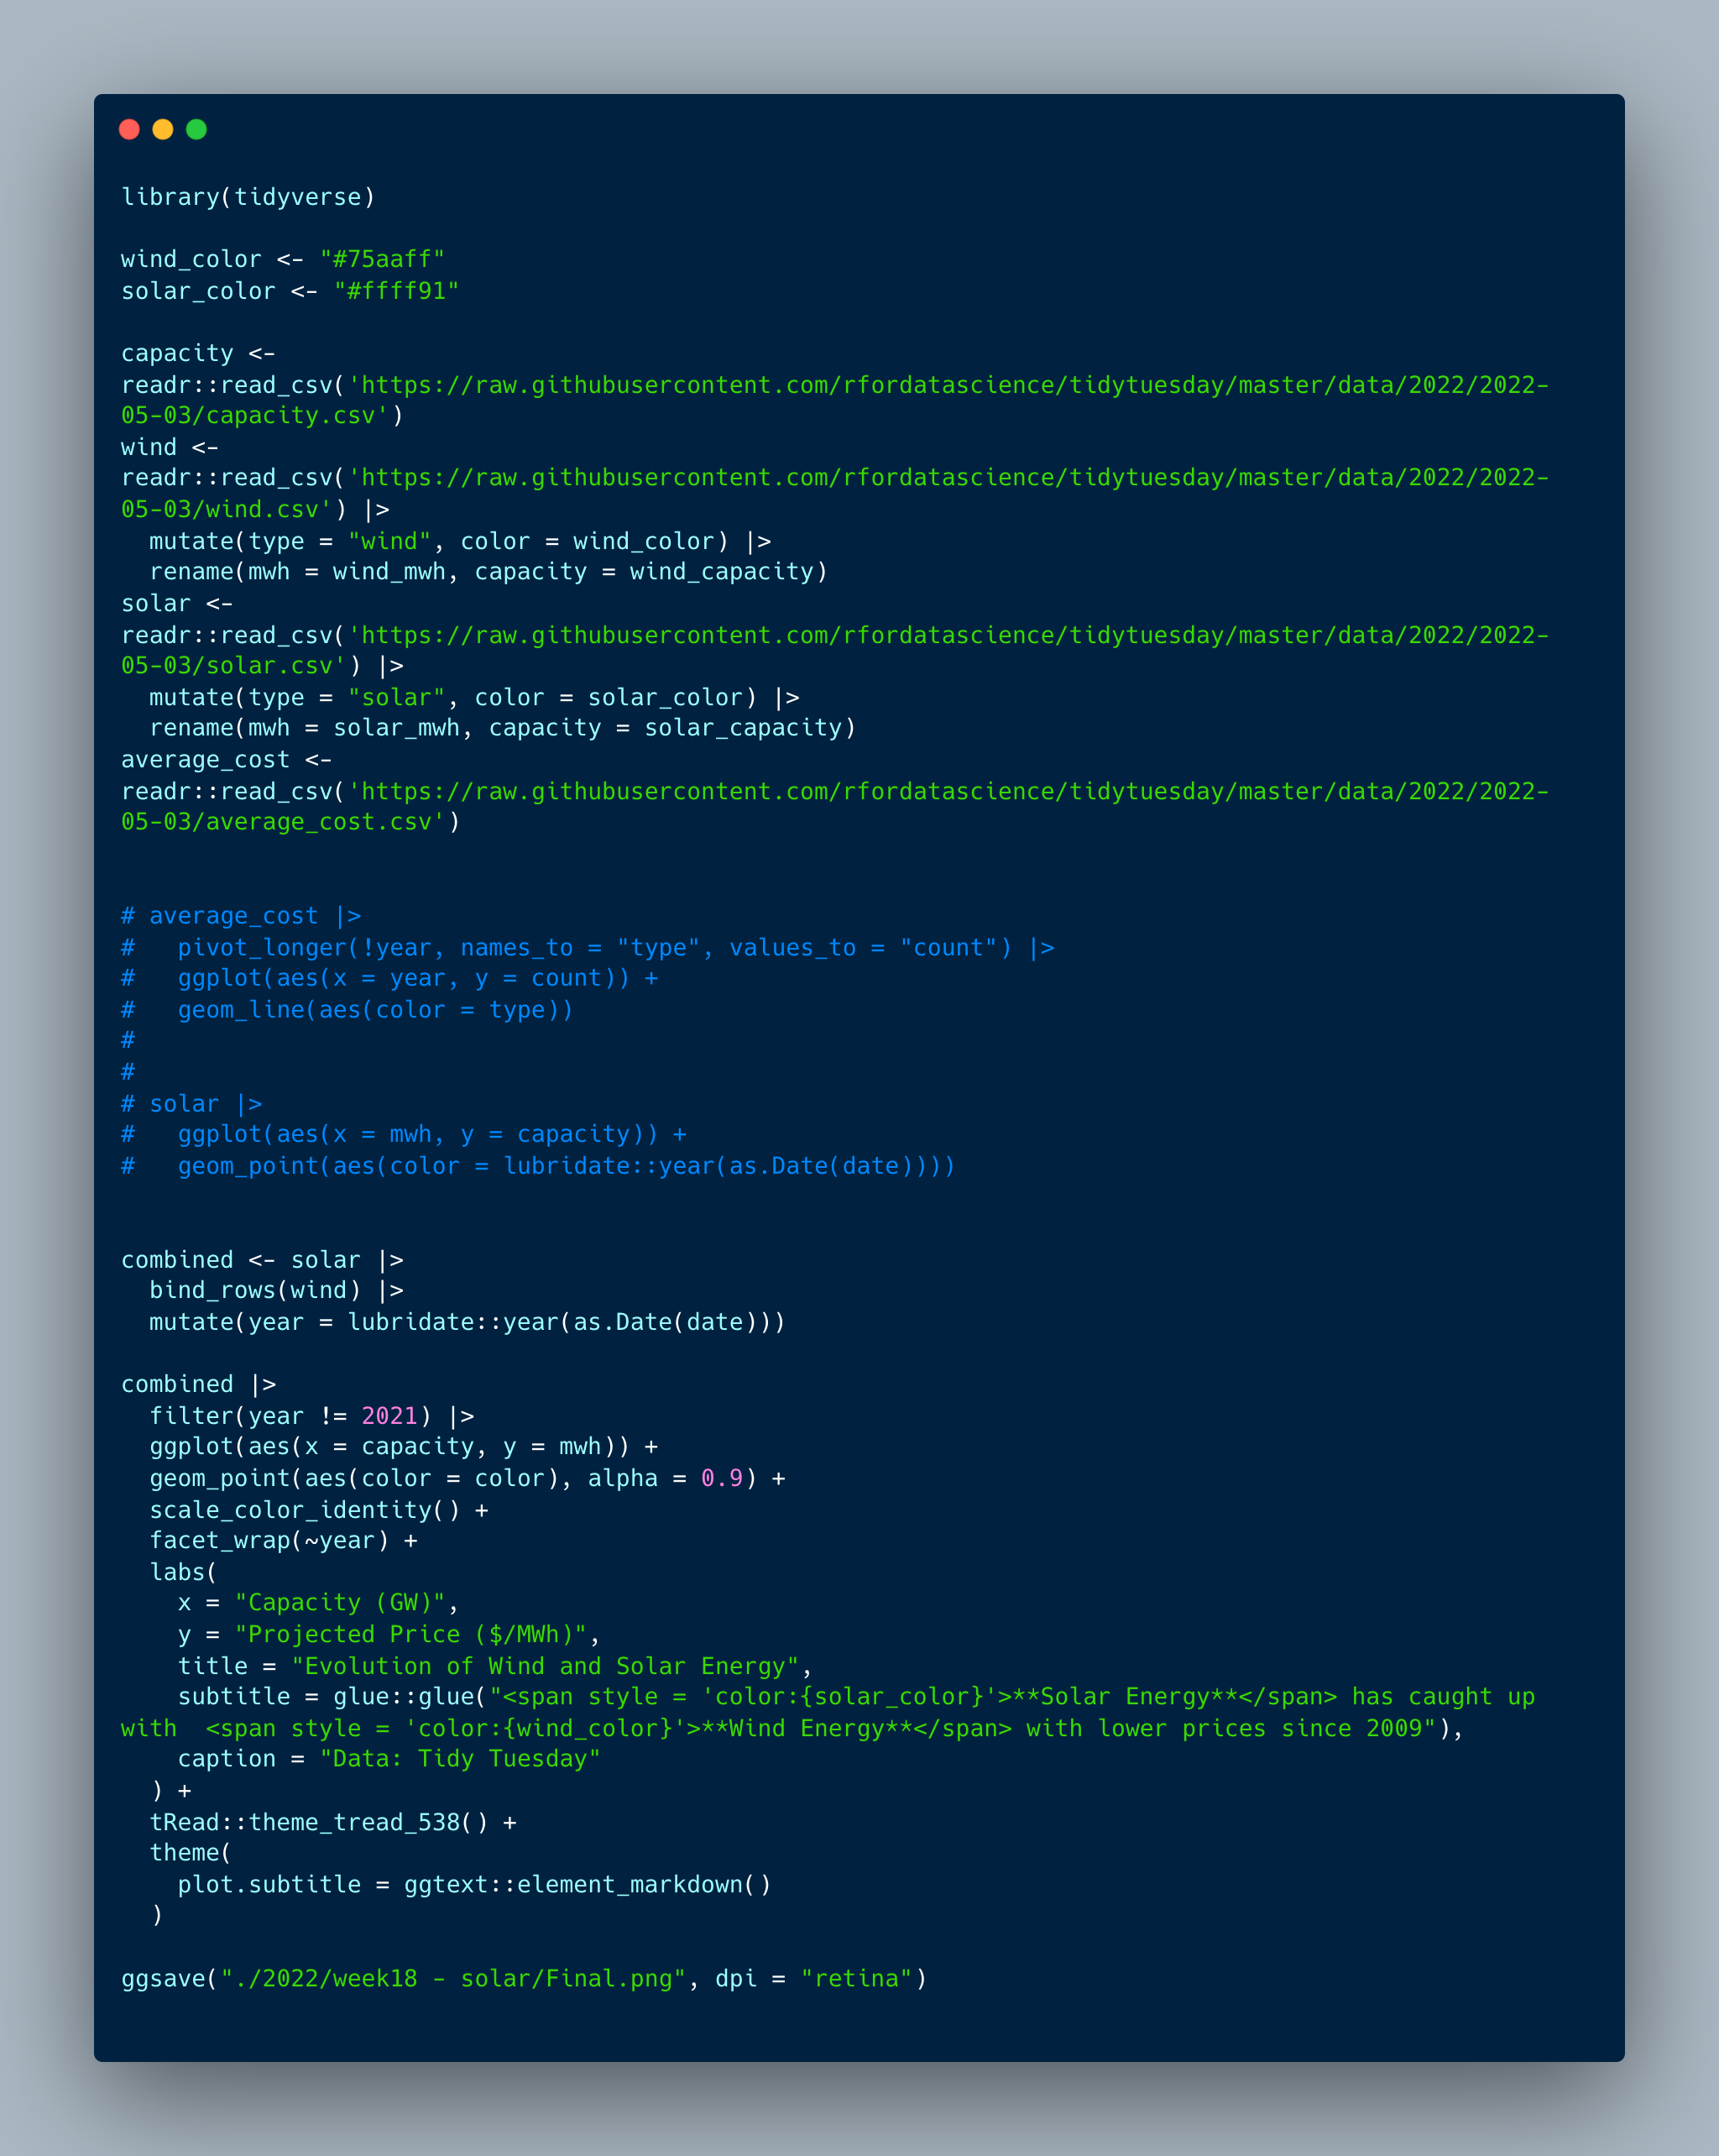 library(tidyverse)

wind_color <- "#75aaff"
solar_color <- "#ffff91"

capacity <-
readr::read_csv('https://raw.githubusercontent.com/rfordatascience/tidytuesday/master/data/2022/2022-
05-03/capacity.csv')
wind <-
readr::read_csv('https://raw.githubusercontent.com/rfordatascience/tidytuesday/master/data/2022/2022-
05-03/wind.csv') |>
  mutate(type = "wind", color = wind_color) |>
  rename(mwh = wind_mwh, capacity = wind_capacity)
solar <-
readr::read_csv('https://raw.githubusercontent.com/rfordatascience/tidytuesday/master/data/2022/2022-
05-03/solar.csv') |>
  mutate(type = "solar", color = solar_color) |>
  rename(mwh = solar_mwh, capacity = solar_capacity)
average_cost <-
readr::read_csv('https://raw.githubusercontent.com/rfordatascience/tidytuesday/master/data/2022/2022-
05-03/average_cost.csv')


# average_cost |>
#   pivot_longer(!year, names_to = "type", values_to = "count") |>
#   ggplot(aes(x = year, y = count)) +
#   geom_line(aes(color = type))
#
#
# solar |>
#   ggplot(aes(x = mwh, y = capacity)) +
#   geom_point(aes(color = lubridate::year(as.Date(date))))


combined <- solar |>
  bind_rows(wind) |>
  mutate(year = lubridate::year(as.Date(date)))

combined |>
  filter(year != 2021) |>
  ggplot(aes(x = capacity, y = mwh)) +
  geom_point(aes(color = color), alpha = 0.9) +
  scale_color_identity() +
  facet_wrap(~year) +
  labs(
    x = "Capacity (GW)",
    y = "Projected Price ($/MWh)",
    title = "Evolution of Wind and Solar Energy",
    subtitle = glue::glue("<span style = 'color:{solar_color}'>**Solar Energy**</span> has caught up
with  <span style = 'color:{wind_color}'>**Wind Energy**</span> with lower prices since 2009"),
    caption = "Data: Tidy Tuesday"
  ) +
  tRead::theme_tread_538() +
  theme(
    plot.subtitle = ggtext::element_markdown()
  )

ggsave("./2022/week18 - solar/Final.png", dpi = "retina")